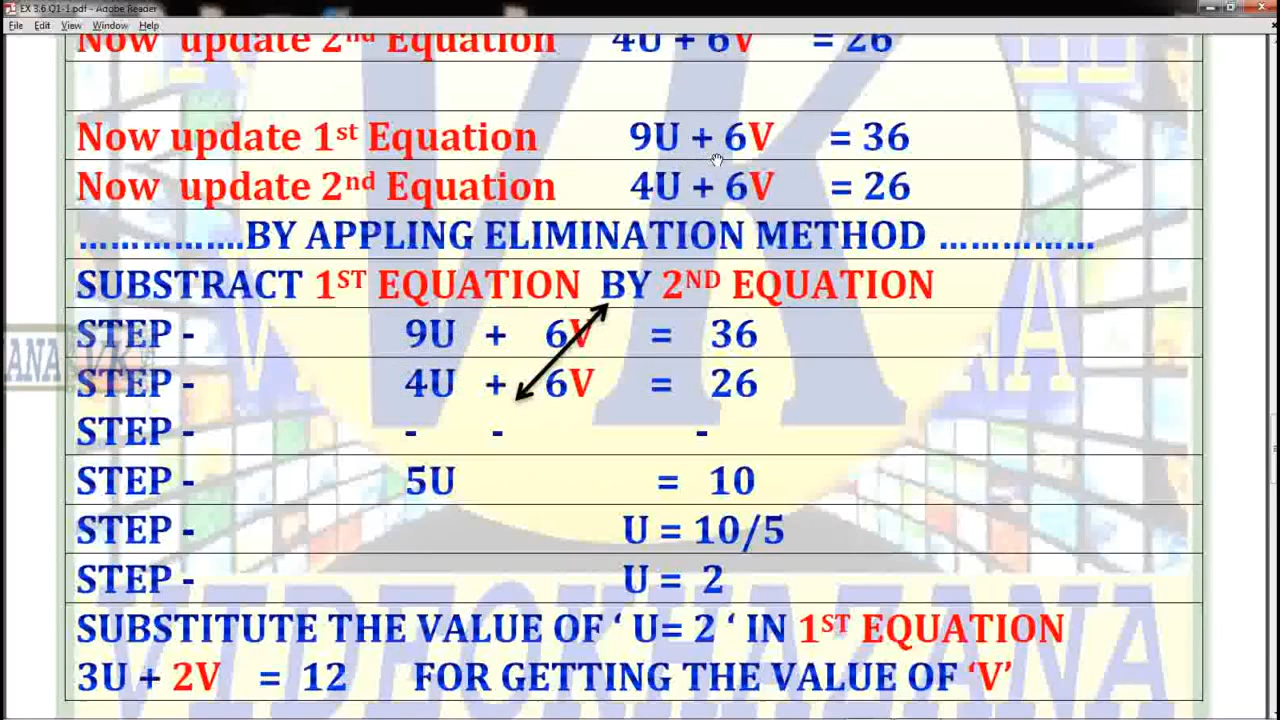 EX 3.6 Q1-1.pdf - Adobe Reader
File Edit View Window Help
Now update 2nd Equation 4U + 6V = 26
Now update 1st Equation 9U + 6V = 36
Now update 2nd Equation 4U + 6V = 26
................BY APPLING ELIMINATION METHOD ...............
SUBSTRACT 1ST EQUATION BY 2ND EQUATION
STEP - 9U + 6V = 36
STEP - 4U + 6V = 26
STEP - - - -
STEP - 5U = 10
STEP - U = 10/5
STEP - U = 2
SUBSTITUTE THE VALUE OF ‘ U= 2 ‘ IN 1ST EQUATION
3U + 2V = 12 FOR GETTING THE VALUE OF ‘V’
VK
VIDEOKHAZANA